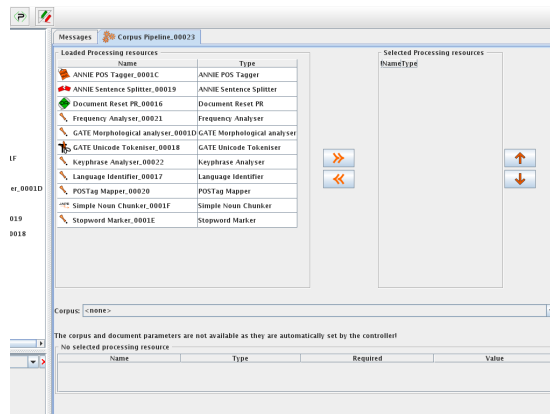 Messages Corpus Pipeline_00023
Loaded Processing resources
Selected Processing resources
Name Type
!NameType
ANNIE POS Tagger_0001C ANNIE POS Tagger
ANNIE Sentence Splitter_00019 ANNIE Sentence Splitter
Document Reset PR_00016 Document Reset PR
Frequency Analyser_00021 Frequency Analyser
GATE Morphological analyser_0001D GATE Morphological analyser
GATE Unicode Tokeniser_00018 GATE Unicode Tokeniser
Keyphrase Analyser_00022 Keyphrase Analyser
Language Identifier_00017 Language Identifier
POSTag Mapper_00020 POSTag Mapper
Simple Noun Chunker_0001F Simple Noun Chunker
Stopword Marker_0001E Stopword Marker
1F
er_0001D
019
0018
Corpus: <none>
The corpus and document parameters are not available as they are automatically set by the controller!
No selected processing resource
Name Type Required Value